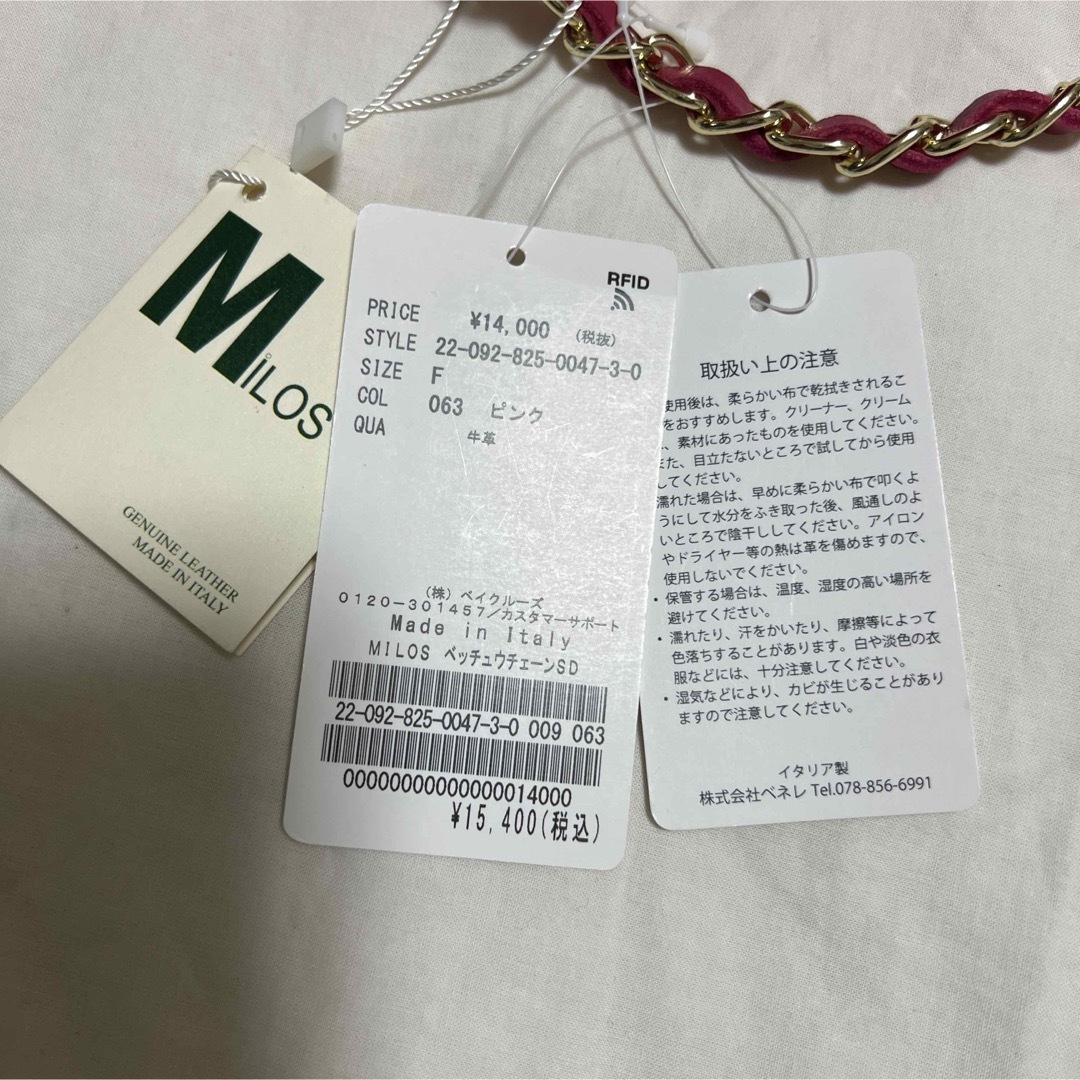 MiLOS
GENUINE LEATHER
MADE IN ITALY
RFID
PRICE ¥14,000 (税抜)
STYLE 22-092-825-0047-3-0
SIZE F
COL 063 ピンク
QUA 牛革
(株) ベイクルーズ
0120-301457/カスタマーサポート
Made in Italy
MILOS ベッチュウチェーンSD
22-092-825-0047-3-0 009 063
00000000000000014000
¥15,400(税込)
取扱い上の注意
使用後は、柔らかい布で乾拭きされるこ
をおすすめします。クリーナー、クリーム
、素材にあったものを使用してください。
また、目立たないところで試してから使用
してください。
濡れた場合は、早めに柔らかい布で叩くよ
うにして水分をふき取った後、風通しのよ
いところで陰干ししてください。アイロン
やドライヤー等の熱は革を傷めますので、
使用しないでください。
・保管する場合は、温度、湿度の高い場所を
避けてください。
・濡れたり、汗をかいたり、摩擦等によって
色落ちすることがあります。白や淡色の衣
服などには、十分注意してください。
・湿気などにより、カビが生じることがあり
ますので注意してください。
イタリア製
株式会社ベネレ Tel.078-856-6991